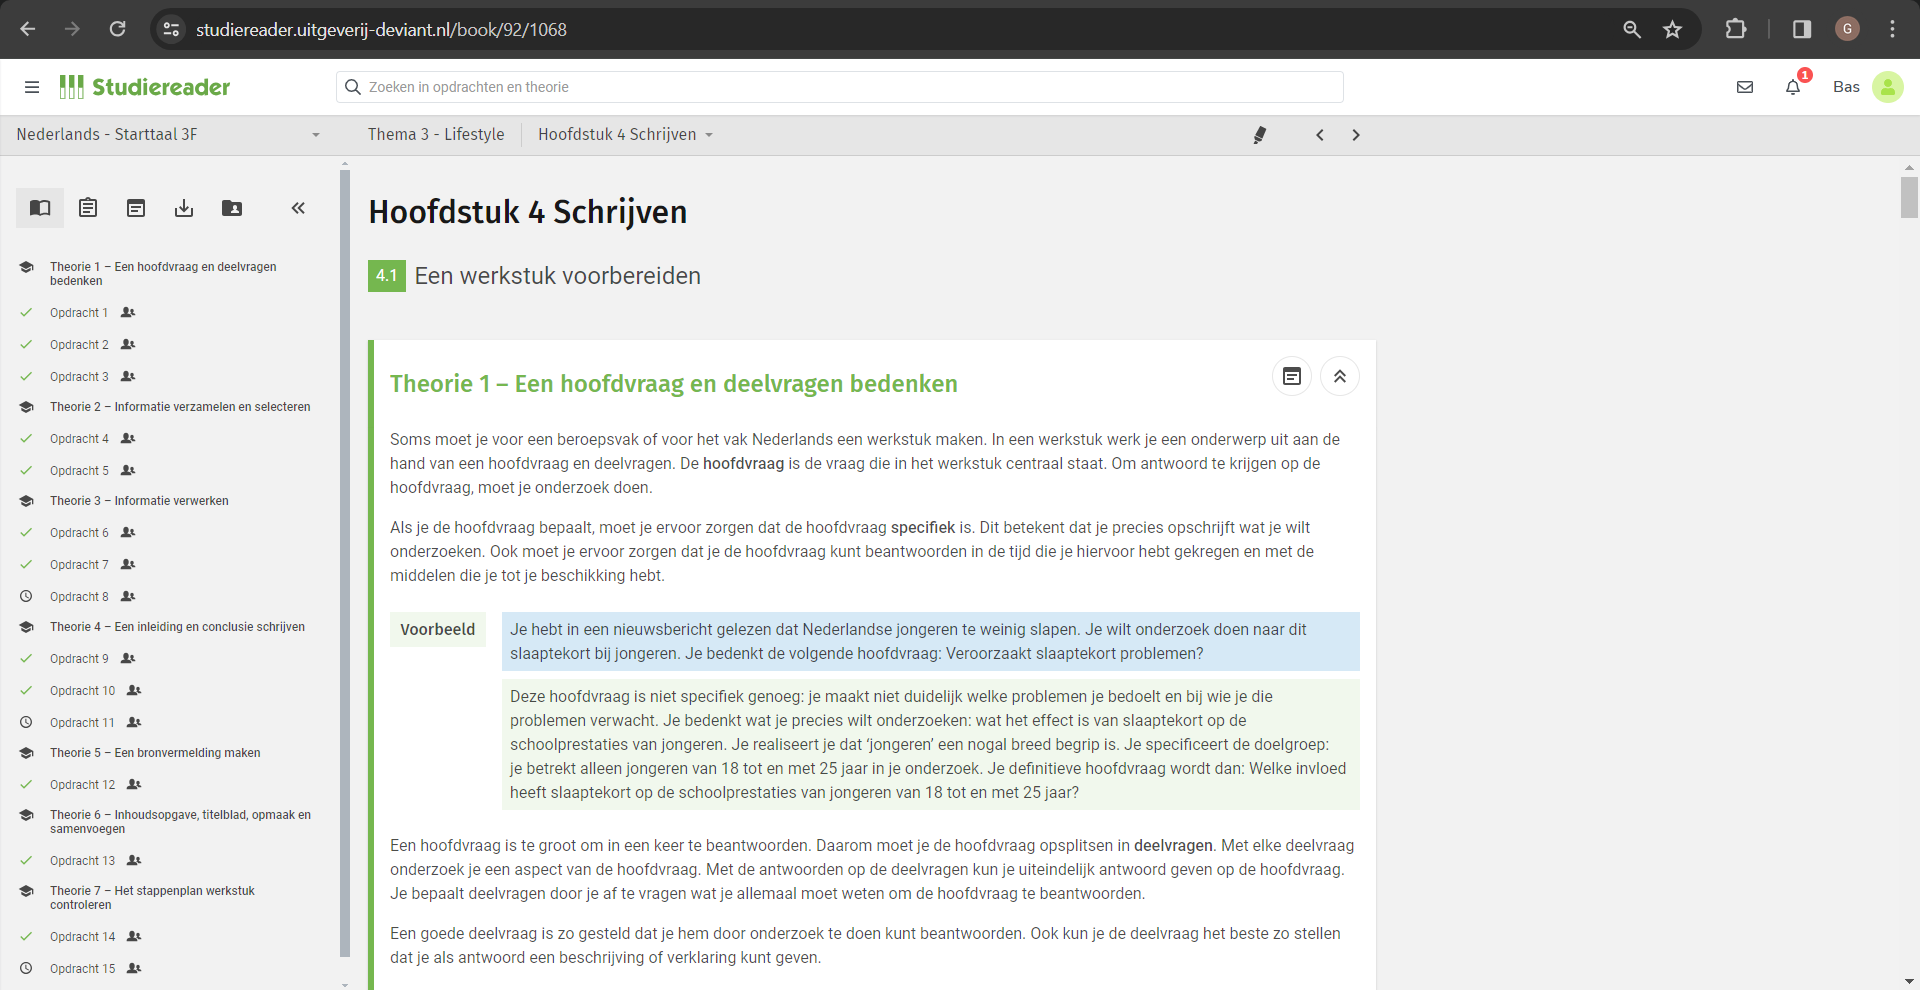 studiereader.uitgeverij-deviant.nl/book/92/1068
G
Studiereader
Zoeken in opdrachten en theorie
1
Bas
Nederlands - Starttaal 3F
Thema 3 - Lifestyle
Hoofdstuk 4 Schrijven
Theorie 1 – Een hoofdvraag en deelvragen
bedenken
Opdracht 1
Opdracht 2
Opdracht 3
Theorie 2 – Informatie verzamelen en selecteren
Opdracht 4
Opdracht 5
Theorie 3 – Informatie verwerken
Opdracht 6
Opdracht 7
Opdracht 8
Theorie 4 – Een inleiding en conclusie schrijven
Opdracht 9
Opdracht 10
Opdracht 11
Theorie 5 – Een bronvermelding maken
Opdracht 12
Theorie 6 – Inhoudsopgave, titelblad, opmaak en
samenvoegen
Opdracht 13
Theorie 7 – Het stappenplan werkstuk
controleren
Opdracht 14
Opdracht 15
Hoofdstuk 4 Schrijven
4.1 Een werkstuk voorbereiden
Theorie 1 – Een hoofdvraag en deelvragen bedenken
Soms moet je voor een beroepsvak of voor het vak Nederlands een werkstuk maken. In een werkstuk werk je een onderwerp uit aan de
hand van een hoofdvraag en deelvragen. De hoofdvraag is de vraag die in het werkstuk centraal staat. Om antwoord te krijgen op de
hoofdvraag, moet je onderzoek doen.
Als je de hoofdvraag bepaalt, moet je ervoor zorgen dat de hoofdvraag specifiek is. Dit betekent dat je precies opschrijft wat je wilt
onderzoeken. Ook moet je ervoor zorgen dat je de hoofdvraag kunt beantwoorden in de tijd die je hiervoor hebt gekregen en met de
middelen die je tot je beschikking hebt.
Voorbeeld
Je hebt in een nieuwsbericht gelezen dat Nederlandse jongeren te weinig slapen. Je wilt onderzoek doen naar dit
slaaptekort bij jongeren. Je bedenkt de volgende hoofdvraag: Veroorzaakt slaaptekort problemen?
Deze hoofdvraag is niet specifiek genoeg: je maakt niet duidelijk welke problemen je bedoelt en bij wie je die
problemen verwacht. Je bedenkt wat je precies wilt onderzoeken: wat het effect is van slaaptekort op de
schoolprestaties van jongeren. Je realiseert je dat ‘jongeren’ een nogal breed begrip is. Je specificeert de doelgroep:
je betrekt alleen jongeren van 18 tot en met 25 jaar in je onderzoek. Je definitieve hoofdvraag wordt dan: Welke invloed
heeft slaaptekort op de schoolprestaties van jongeren van 18 tot en met 25 jaar?
Een hoofdvraag is te groot om in een keer te beantwoorden. Daarom moet je de hoofdvraag opsplitsen in deelvragen. Met elke deelvraag
onderzoek je een aspect van de hoofdvraag. Met de antwoorden op de deelvragen kun je uiteindelijk antwoord geven op de hoofdvraag.
Je bepaalt deelvragen door je af te vragen wat je allemaal moet weten om de hoofdvraag te beantwoorden.
Een goede deelvraag is zo gesteld dat je hem door onderzoek te doen kunt beantwoorden. Ook kun je de deelvraag het beste zo stellen
dat je als antwoord een beschrijving of verklaring kunt geven.